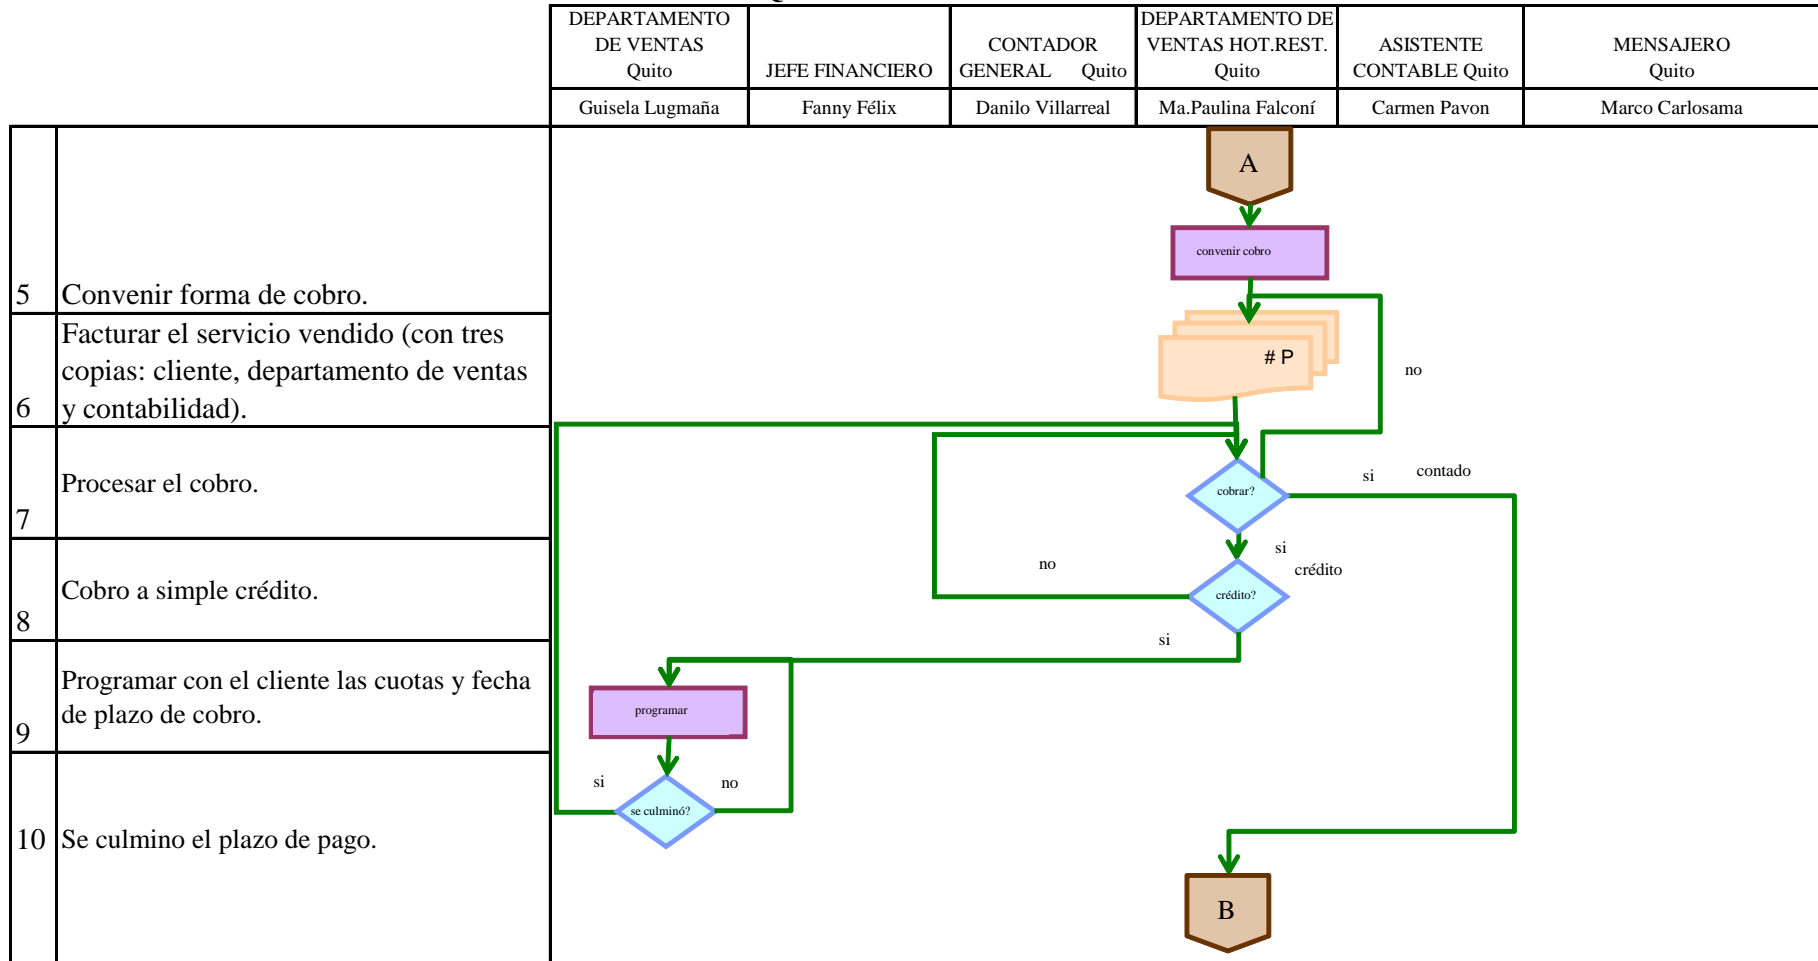 DEPARTAMENTO
DE VENTAS
Quito
JEFE FINANCIERO
CONTADOR
GENERAL Quito
DEPARTAMENTO DE
VENTAS HOT.REST.
Quito
ASISTENTE
CONTABLE Quito
MENSAJERO
Quito
Guisela Lugmaña
Fanny Félix
Danilo Villarreal
Ma.Paulina Falconí
Carmen Pavon
Marco Carlosama
A
convenir cobro
5 Convenir forma de cobro.
6 Facturar el servicio vendido (con tres
copias: cliente, departamento de ventas
y contabilidad).
# P
no
7 Procesar el cobro.
cobrar?
si contado
si
crédito
8 Cobro a simple crédito.
no
crédito?
si
9 Programar con el cliente las cuotas y fecha
de plazo de cobro.
programar
si
no
se culminó?
10 Se culmino el plazo de pago.
B